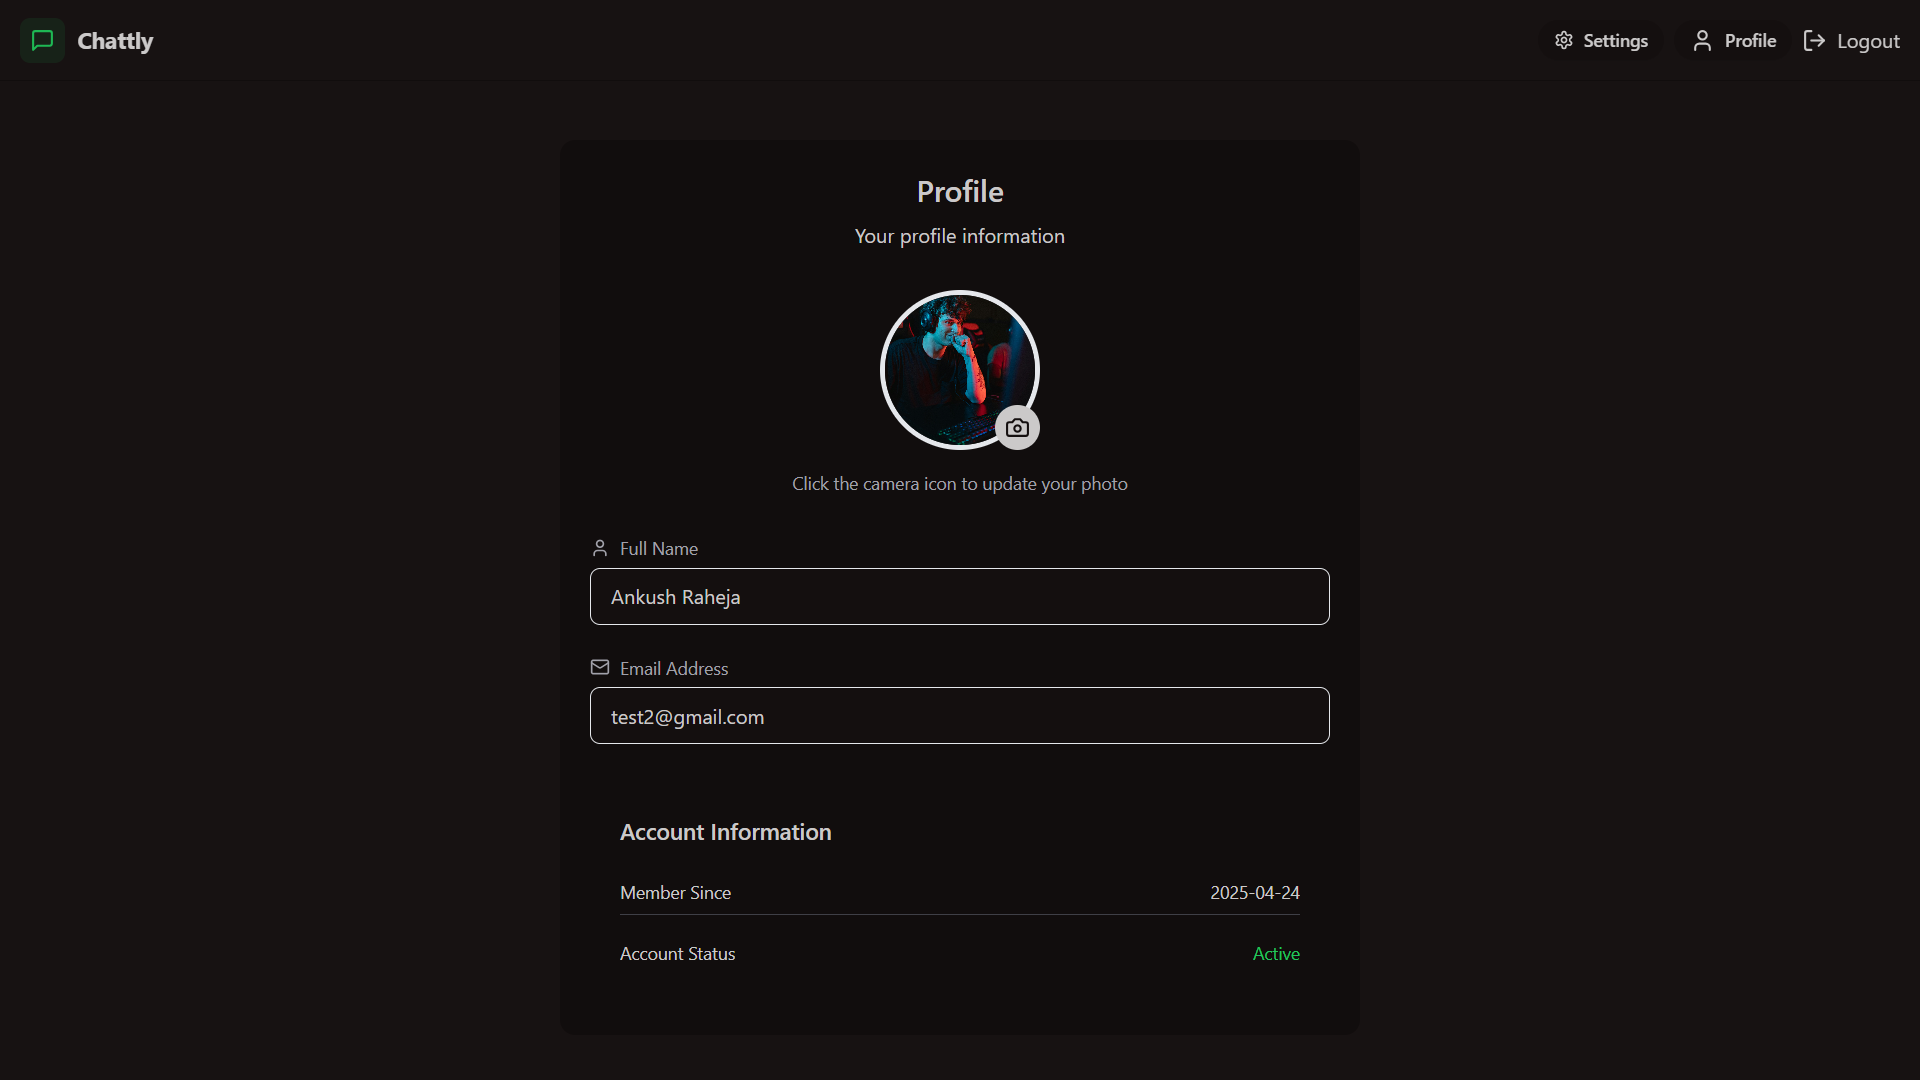 Chattly
Settings
Profile
Logout
Profile
Your profile information
Click the camera icon to update your photo
Full Name
Ankush Raheja
Email Address
test2@gmail.com
Account Information
Member Since 2025-04-24
Account Status Active